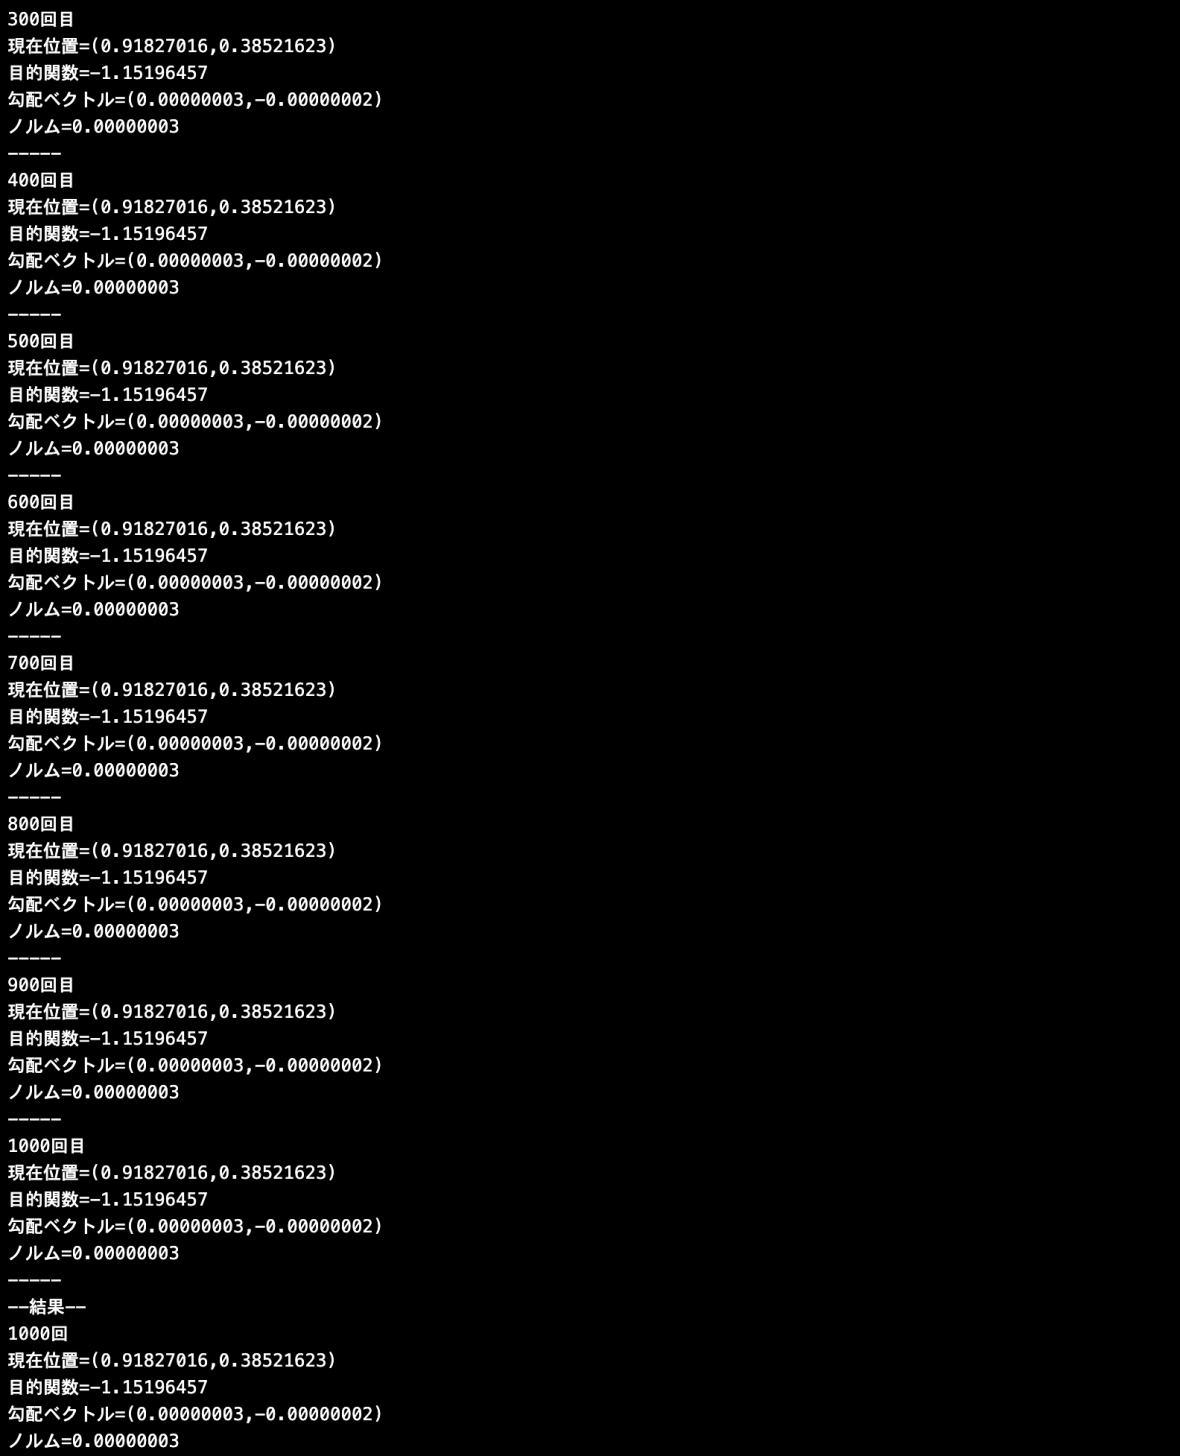 300回目
現在位置=(0.91827016,0.38521623)
目的関数=-1.15196457
勾配ベクトル=(0.00000003,-0.00000002)
ノルム=0.00000003
-----
400回目
現在位置=(0.91827016,0.38521623)
目的関数=-1.15196457
勾配ベクトル=(0.00000003,-0.00000002)
ノルム=0.00000003
-----
500回目
現在位置=(0.91827016,0.38521623)
目的関数=-1.15196457
勾配ベクトル=(0.00000003,-0.00000002)
ノルム=0.00000003
-----
600回目
現在位置=(0.91827016,0.38521623)
目的関数=-1.15196457
勾配ベクトル=(0.00000003,-0.00000002)
ノルム=0.00000003
-----
700回目
現在位置=(0.91827016,0.38521623)
目的関数=-1.15196457
勾配ベクトル=(0.00000003,-0.00000002)
ノルム=0.00000003
-----
800回目
現在位置=(0.91827016,0.38521623)
目的関数=-1.15196457
勾配ベクトル=(0.00000003,-0.00000002)
ノルム=0.00000003
-----
900回目
現在位置=(0.91827016,0.38521623)
目的関数=-1.15196457
勾配ベクトル=(0.00000003,-0.00000002)
ノルム=0.00000003
-----
1000回目
現在位置=(0.91827016,0.38521623)
目的関数=-1.15196457
勾配ベクトル=(0.00000003,-0.00000002)
ノルム=0.00000003
-----
--結果--
1000回
現在位置=(0.91827016,0.38521623)
目的関数=-1.15196457
勾配ベクトル=(0.00000003,-0.00000002)
ノルム=0.00000003